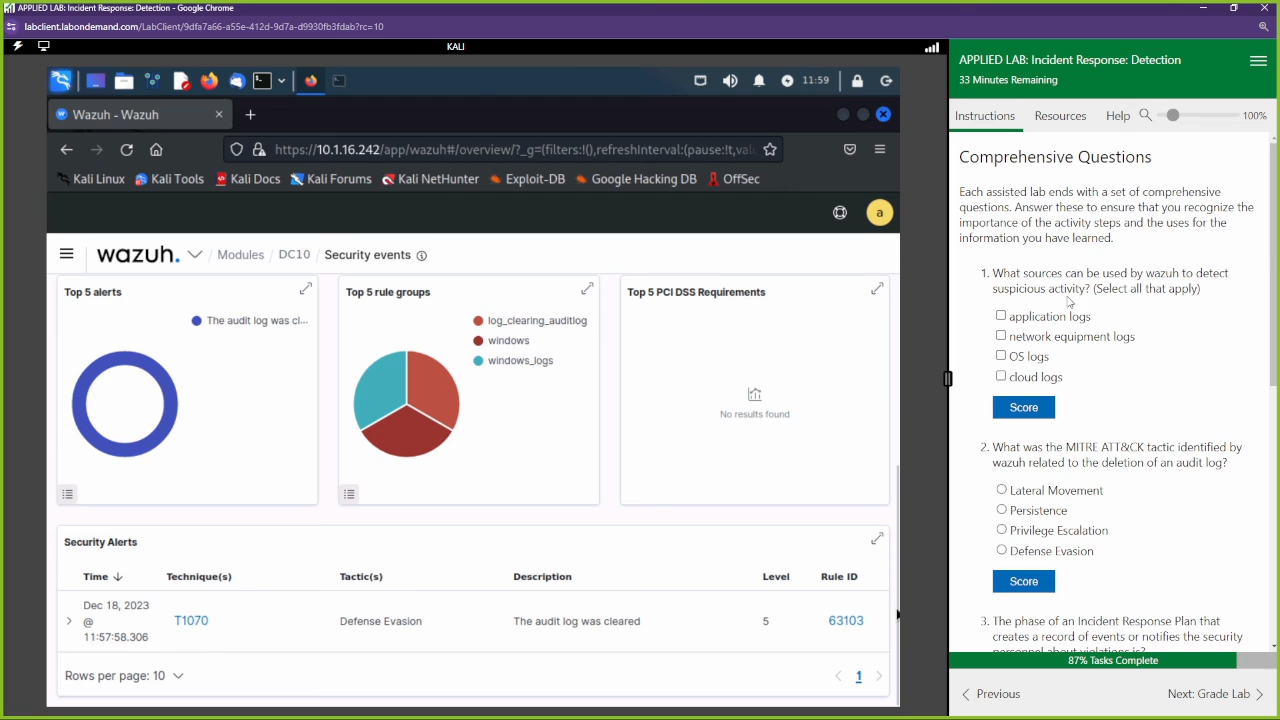 APPLIED LAB: Incident Response: Detection - Google Chrome
labclient.labondemand.com/LabClient/9dfa7a66-a55e-412d-9d7a-d9930fb3fdab?rc=10
KALI
11:59
Wazuh - Wazuh
https://10.1.16.242/app/wazuh#/overview/?_g=(filters:!(),refreshInterval:(pause:!t,val
Kali Linux
Kali Tools
Kali Docs
Kali Forums
Kali NetHunter
Exploit-DB
Google Hacking DB
OffSec
a
wazuh. / Modules / DC10 / Security events
Top 5 alerts
The audit log was cl...
Top 5 rule groups
log_clearing_auditlog
windows
windows_logs
Top 5 PCI DSS Requirements
No results found
Security Alerts
Time Technique(s) Tactic(s) Description Level Rule ID
Dec 18, 2023
@
11:57:58.306
T1070 Defense Evasion The audit log was cleared 5 63103
Rows per page: 10
1
APPLIED LAB: Incident Response: Detection
33 Minutes Remaining
Instructions Resources Help 100%
Comprehensive Questions
Each assisted lab ends with a set of comprehensive
questions. Answer these to ensure that you recognize the
importance of the activity steps and the uses for the
information you have learned.
1. What sources can be used by wazuh to detect
suspicious activity? (Select all that apply)
application logs
network equipment logs
OS logs
cloud logs
Score
2. What was the MITRE ATT&CK tactic identified by
wazuh related to the deletion of an audit log?
Lateral Movement
Persistence
Privilege Escalation
Defense Evasion
Score
3. The phase of an Incident Response Plan that
creates a record of events or notifies the security
personnel about violations is?
87% Tasks Complete
Previous
Next: Grade Lab